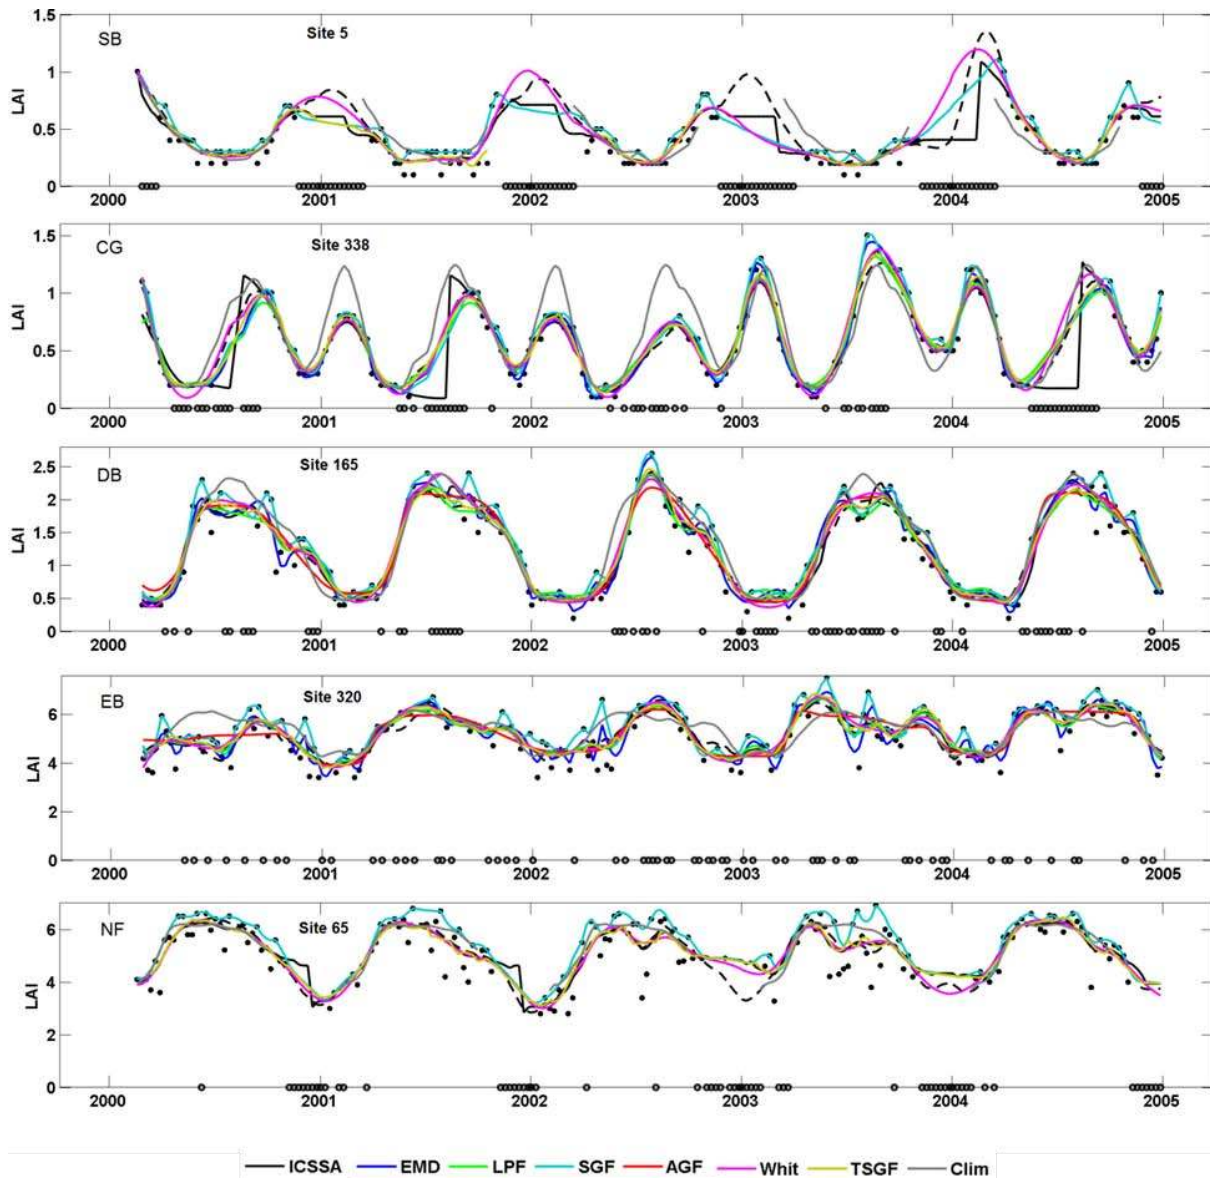 SB
Site 5
LAI
1.5
1
0.5
0
2000 2001 2002 2003 2004 2005
CG
Site 338
LAI
1.5
1
0.5
0
2000 2001 2002 2003 2004 2005
DB
Site 165
LAI
2.5
2
1.5
1
0.5
0
2000 2001 2002 2003 2004 2005
EB
Site 320
LAI
6
4
2
0
2000 2001 2002 2003 2004 2005
NF
Site 65
LAI
6
4
2
0
2000 2001 2002 2003 2004 2005
ICSSA EMD LPF SGF AGF Whit TSGF Clim